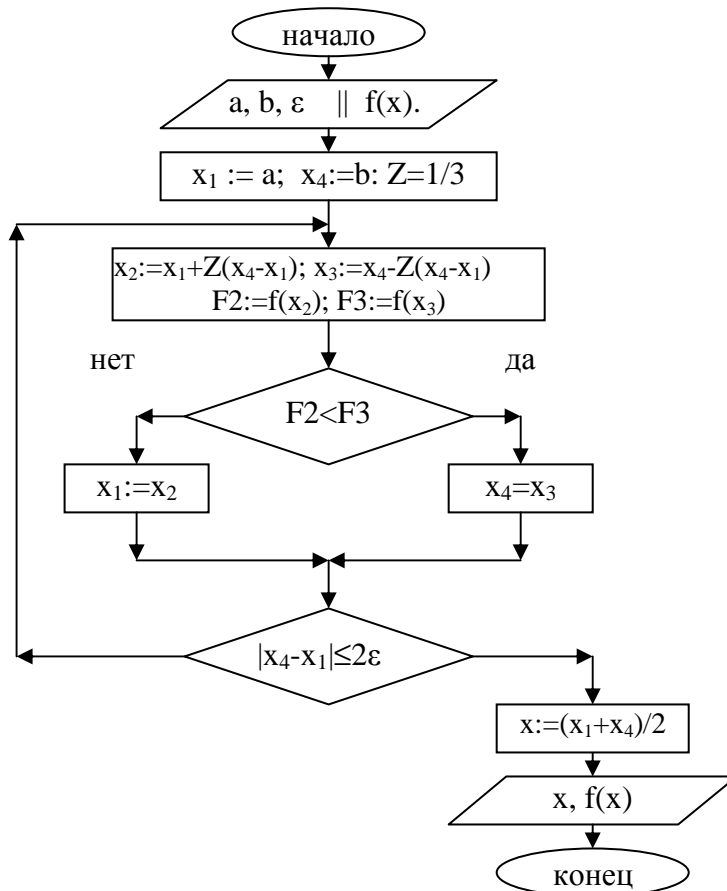 начало
a, b, ε || f(x).
x₁ := a; x₄:=b: Z=1/3
x₂:=x₁+Z(x₄-x₁); x₃:=x₄-Z(x₄-x₁)
F2:=f(x₂); F3:=f(x₃)
нет
да
F2<F3
x₁:=x₂
x₄=x₃
|x₄-x₁|≤2ε
x:=(x₁+x₄)/2
x, f(x)
конец